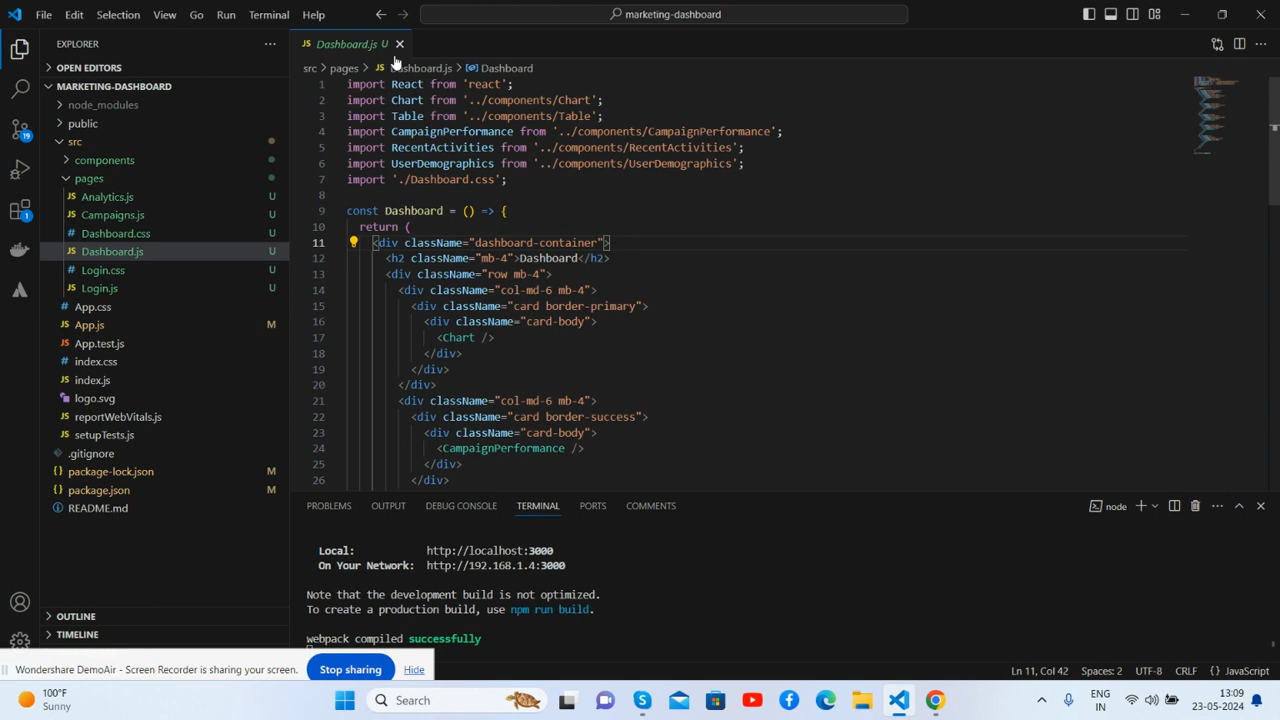 File Edit Selection View Go Run Terminal Help
marketing-dashboard
EXPLORER
OPEN EDITORS
MARKETING-DASHBOARD
node_modules
public
src
components
pages
JS Analytics.js U
JS Campaigns.js U
# Dashboard.css U
JS Dashboard.js U
# Login.css U
JS Login.js U
# App.css
JS App.js M
JS App.test.js
# index.css
JS index.js
logo.svg
JS reportWebVitals.js
JS setupTests.js
.gitignore
{} package-lock.json M
{} package.json M
README.md
OUTLINE
TIMELINE
19
1
JS Dashboard.js U
src > pages > JS Dashboard.js > Dashboard
1 import React from 'react';
2 import Chart from '../components/Chart';
3 import Table from '../components/Table';
4 import CampaignPerformance from '../components/CampaignPerformance';
5 import RecentActivities from '../components/RecentActivities';
6 import UserDemographics from '../components/UserDemographics';
7 import './Dashboard.css';
8
9 const Dashboard = () => {
10 return (
11 <div className="dashboard-container">
12 <h2 className="mb-4">Dashboard</h2>
13 <div className="row mb-4">
14 <div className="col-md-6 mb-4">
15 <div className="card border-primary">
16 <div className="card-body">
17 <Chart />
18 </div>
19 </div>
20 </div>
21 <div className="col-md-6 mb-4">
22 <div className="card border-success">
23 <div className="card-body">
24 <CampaignPerformance />
25 </div>
26 </div>
PROBLEMS OUTPUT DEBUG CONSOLE TERMINAL PORTS COMMENTS
node
Local: http://localhost:3000
On Your Network: http://192.168.1.4:3000
Note that the development build is not optimized.
To create a production build, use npm run build.
webpack compiled successfully
Wondershare DemoAir - Screen Recorder is sharing your screen. Stop sharing Hide
Ln 11, Col 42 Spaces: 2 UTF-8 CRLF {} JavaScript
100°F
Sunny
Search
ENG
IN
13:09
23-05-2024